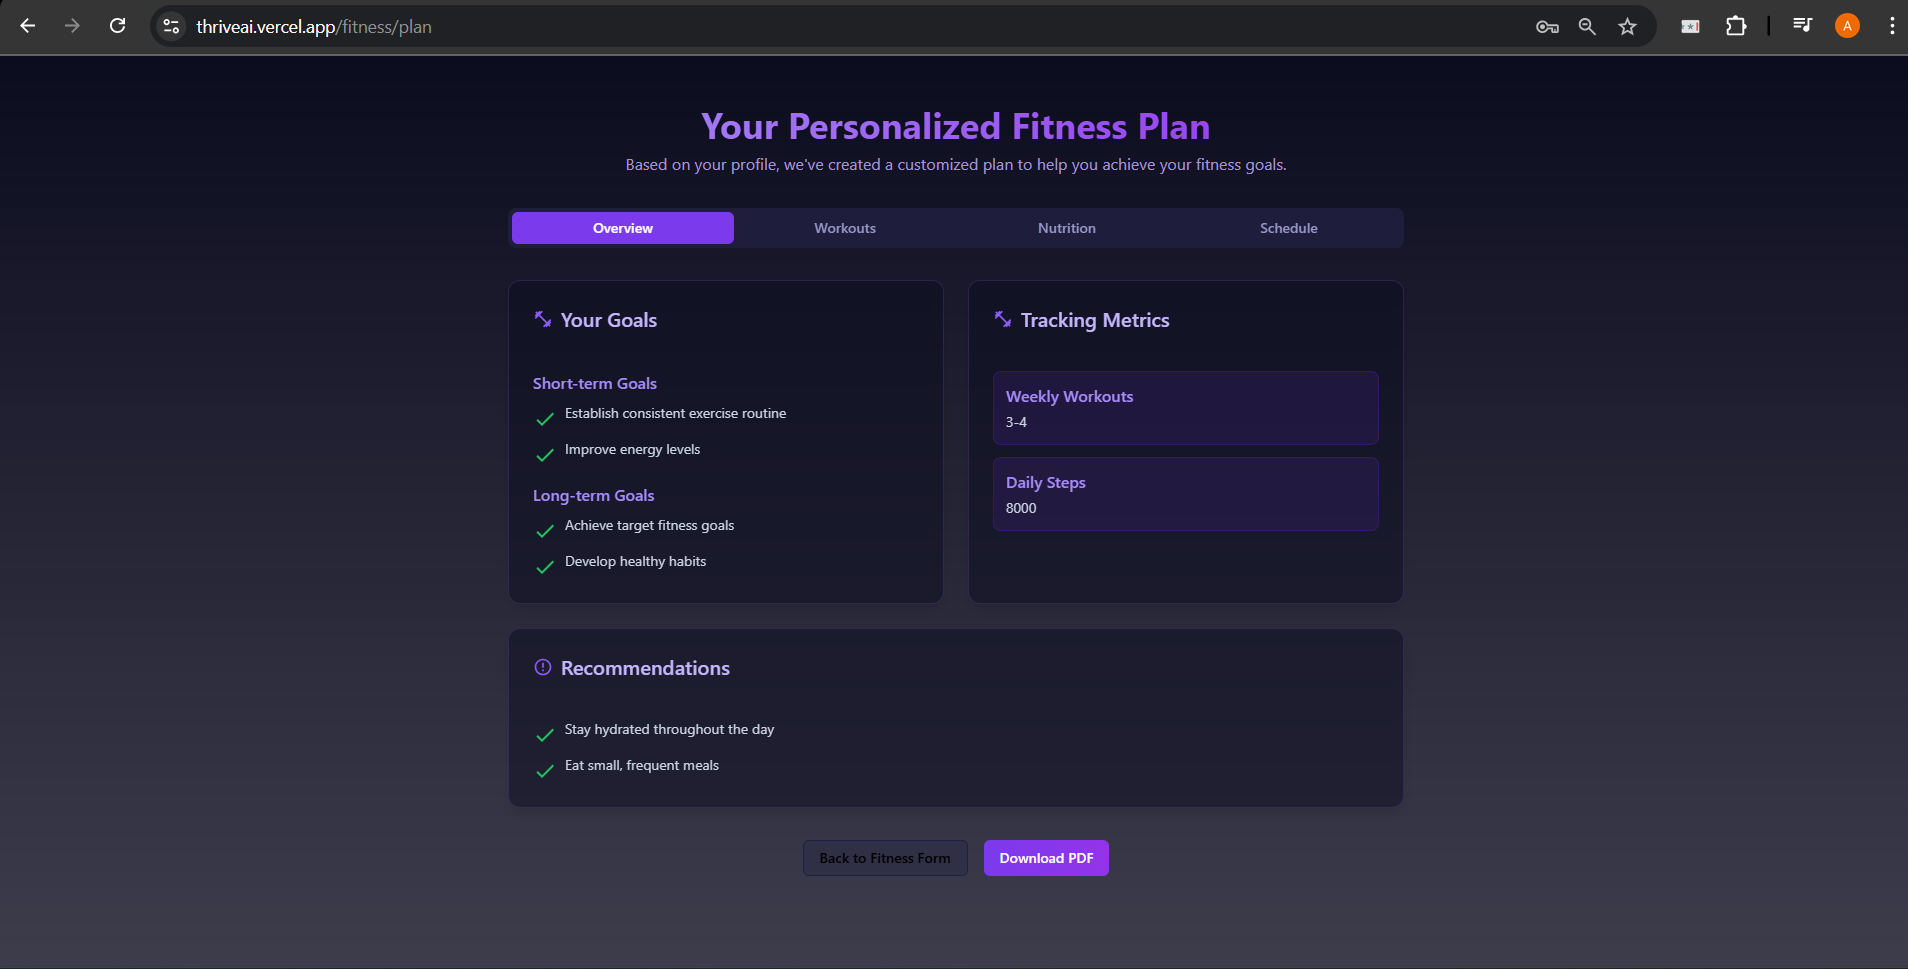 thriveai.vercel.app/fitness/plan
A
Your Personalized Fitness Plan
Based on your profile, we've created a customized plan to help you achieve your fitness goals.
Overview
Workouts
Nutrition
Schedule
Your Goals
Short-term Goals
Establish consistent exercise routine
Improve energy levels
Long-term Goals
Achieve target fitness goals
Develop healthy habits
Tracking Metrics
Weekly Workouts
3-4
Daily Steps
8000
Recommendations
Stay hydrated throughout the day
Eat small, frequent meals
Back to Fitness Form
Download PDF